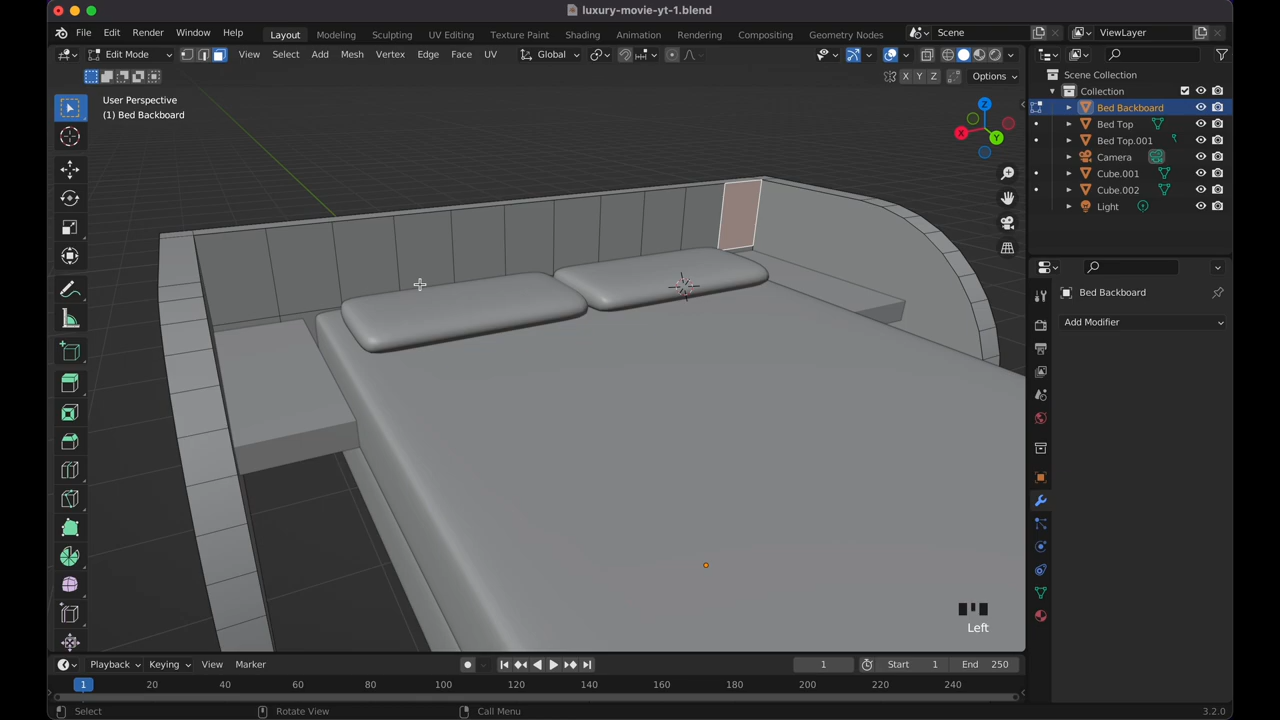 luxury-movie-yt-1.blend
File Edit Render Window Help Layout Modeling Sculpting UV Editing Texture Paint Shading Animation Rendering Compositing Geometry Nodes Scene ViewLayer
Edit Mode View Select Add Mesh Vertex Edge Face UV Global
X Y Z Options
User Perspective
(1) Bed Backboard
Z
X
Y
Scene Collection
Collection
Bed Backboard
Bed Top
Bed Top.001
Camera
Cube.001
Cube.002
Light
Bed Backboard
Add Modifier
Left
Playback Keying View Marker 1 Start 1 End 250
1 20 40 60 80 100 120 140 160 180 200 220 240
Select Rotate View Call Menu 3.2.0